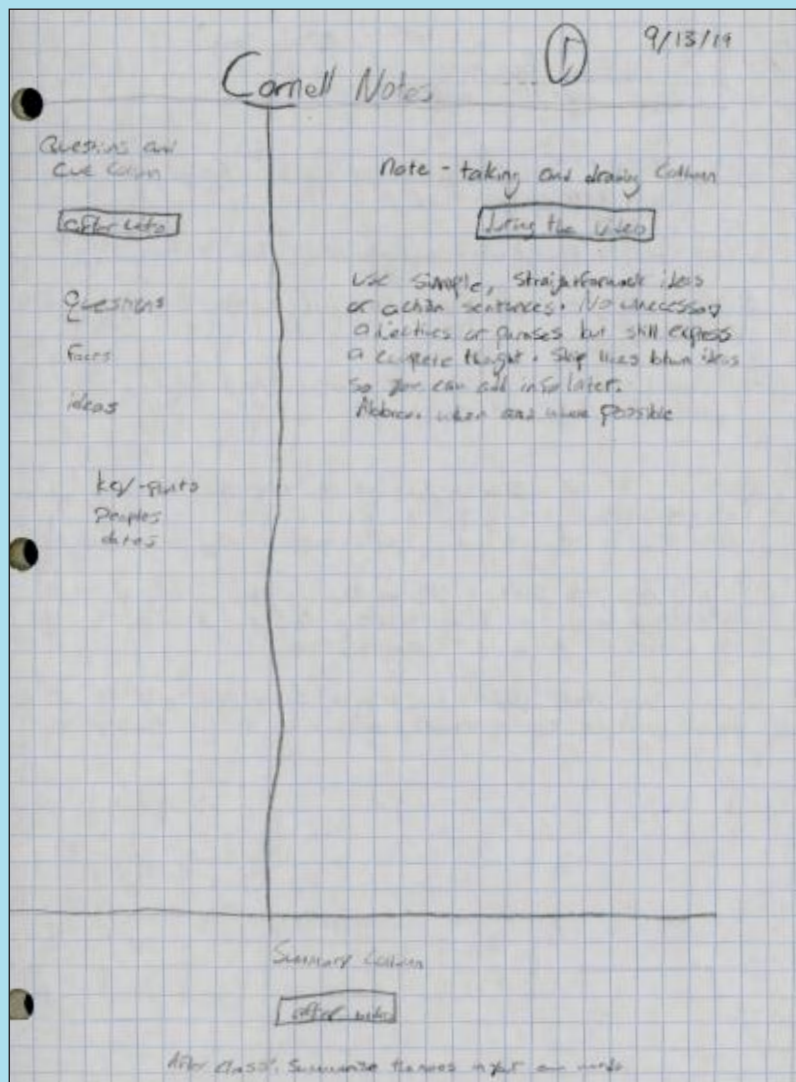 9/13/19
1
Cornell Notes
Questions and
Cue Column
after video
Questions
Facts
ideas
key-points
Peoples
dates
Note - taking and drawing Collumn
during the video
Use simple, straightforward ideas
or action sentences. No unnecessary
adjectives or phrases but still express
a complete thought. Skip lines btwn ideas
so you can add info later.
Abbrev. when and where possible
Summary Collumn
after video
After class: Summarize the notes in your own words